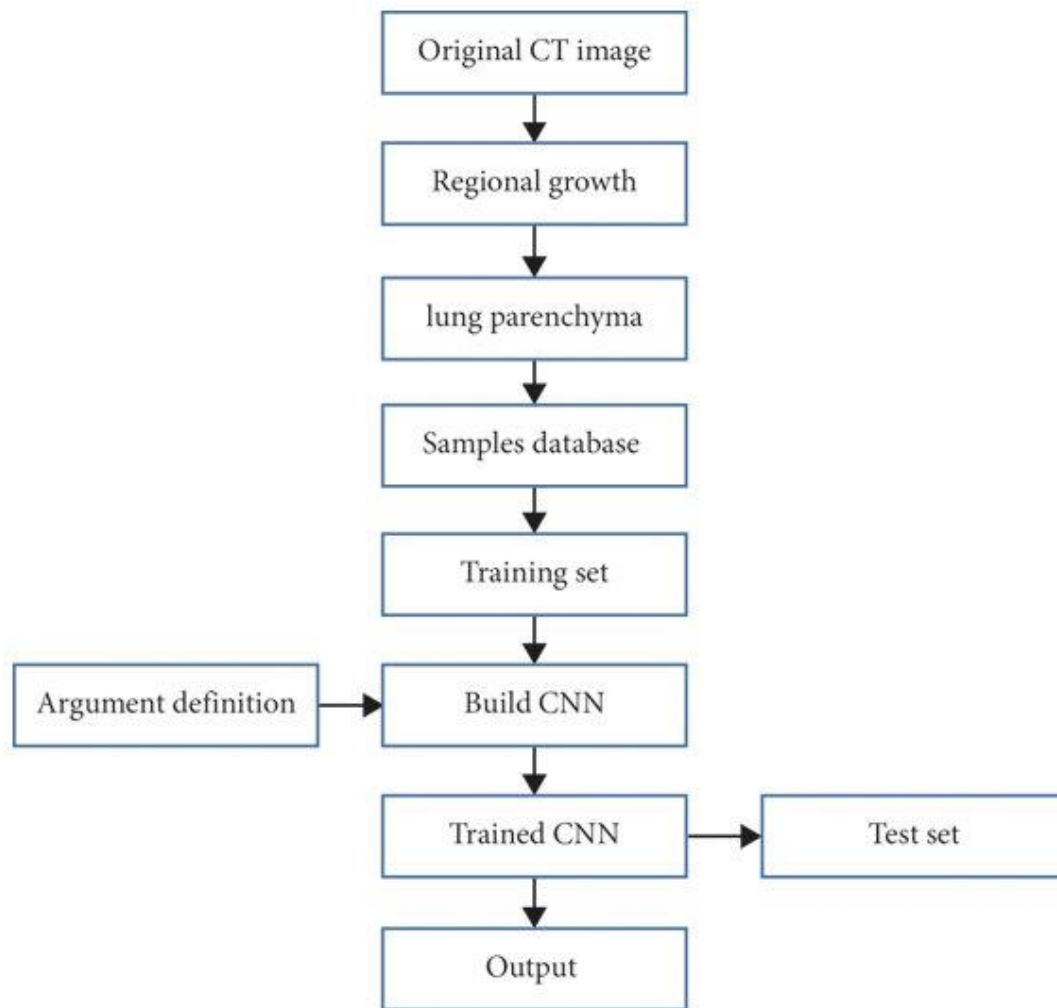 Original CT image
Regional growth
lung parenchyma
Samples database
Training set
Argument definition
Build CNN
Trained CNN
Test set
Output